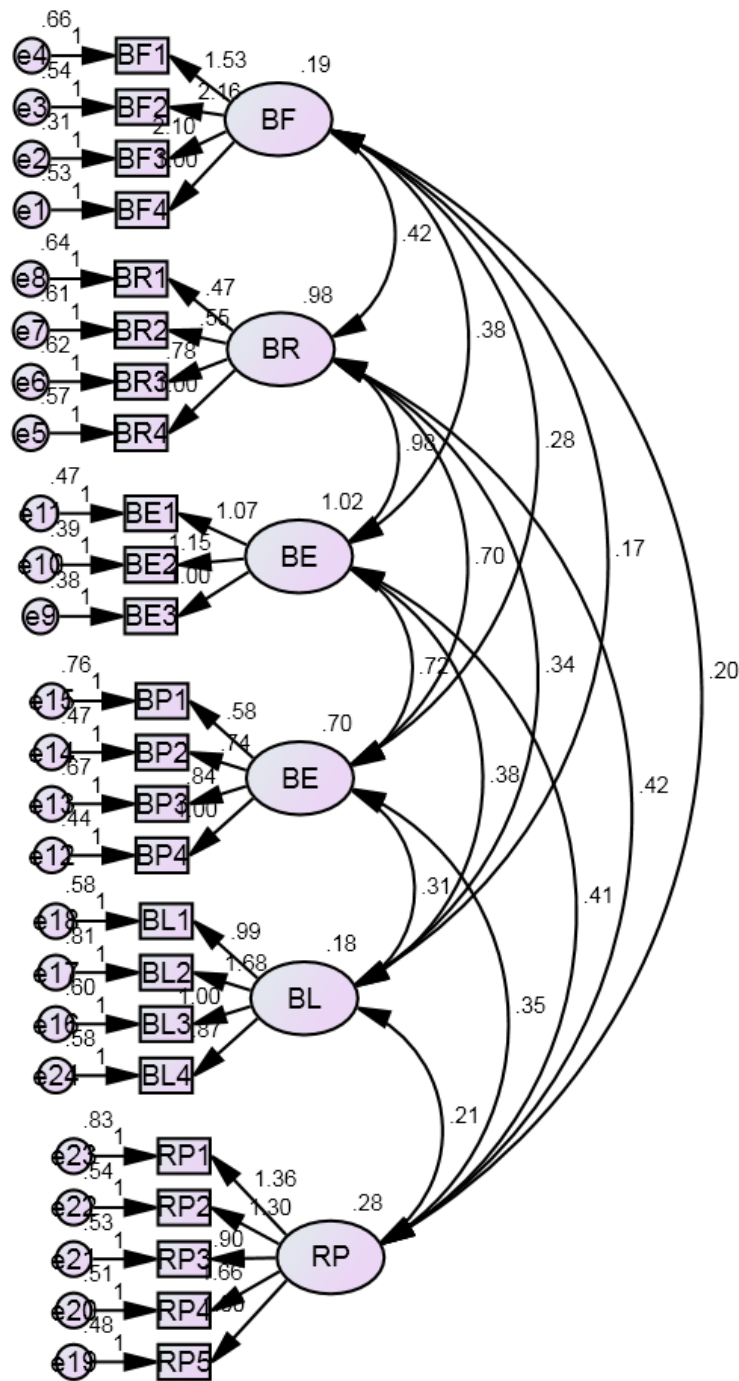 .66
e4 1 BF1 1.53 .19
.54
e3 1 BF2 2.16 BF
.31
e2 1 BF3 2.10
.53
e1 1 BF4 1.00
.42
.64
e8 1 BR1 .47 .98
.61
e7 1 BR2 .55 BR
.62
e6 1 BR3 .78
.57
e5 1 BR4 1.00
.38
.98
.28
.47
e11 1 BE1 1.07 1.02
.39
e10 1 BE2 1.15 BE
.38
e9 1 BE3 1.00
.70
.17
.72
.34
.20
.76
e15 1 BP1 .58 .70
.47
e14 1 BP2 .74 BE
.67
e13 1 BP3 .84
.44
e12 1 BP4 1.00
.38
.42
.31
.41
.58
e18 1 BL1 .99 .18
.81
e17 1 BL2 1.68 BL
.60
e16 1 BL3 1.00
.58
e24 1 BL4 .87
.35
.21
.83
e23 1 RP1 1.36 .28
.54
e22 1 RP2 1.30 RP
.53
e21 1 RP3 .90
.51
e20 1 RP4 .66
.48
e19 1 RP5